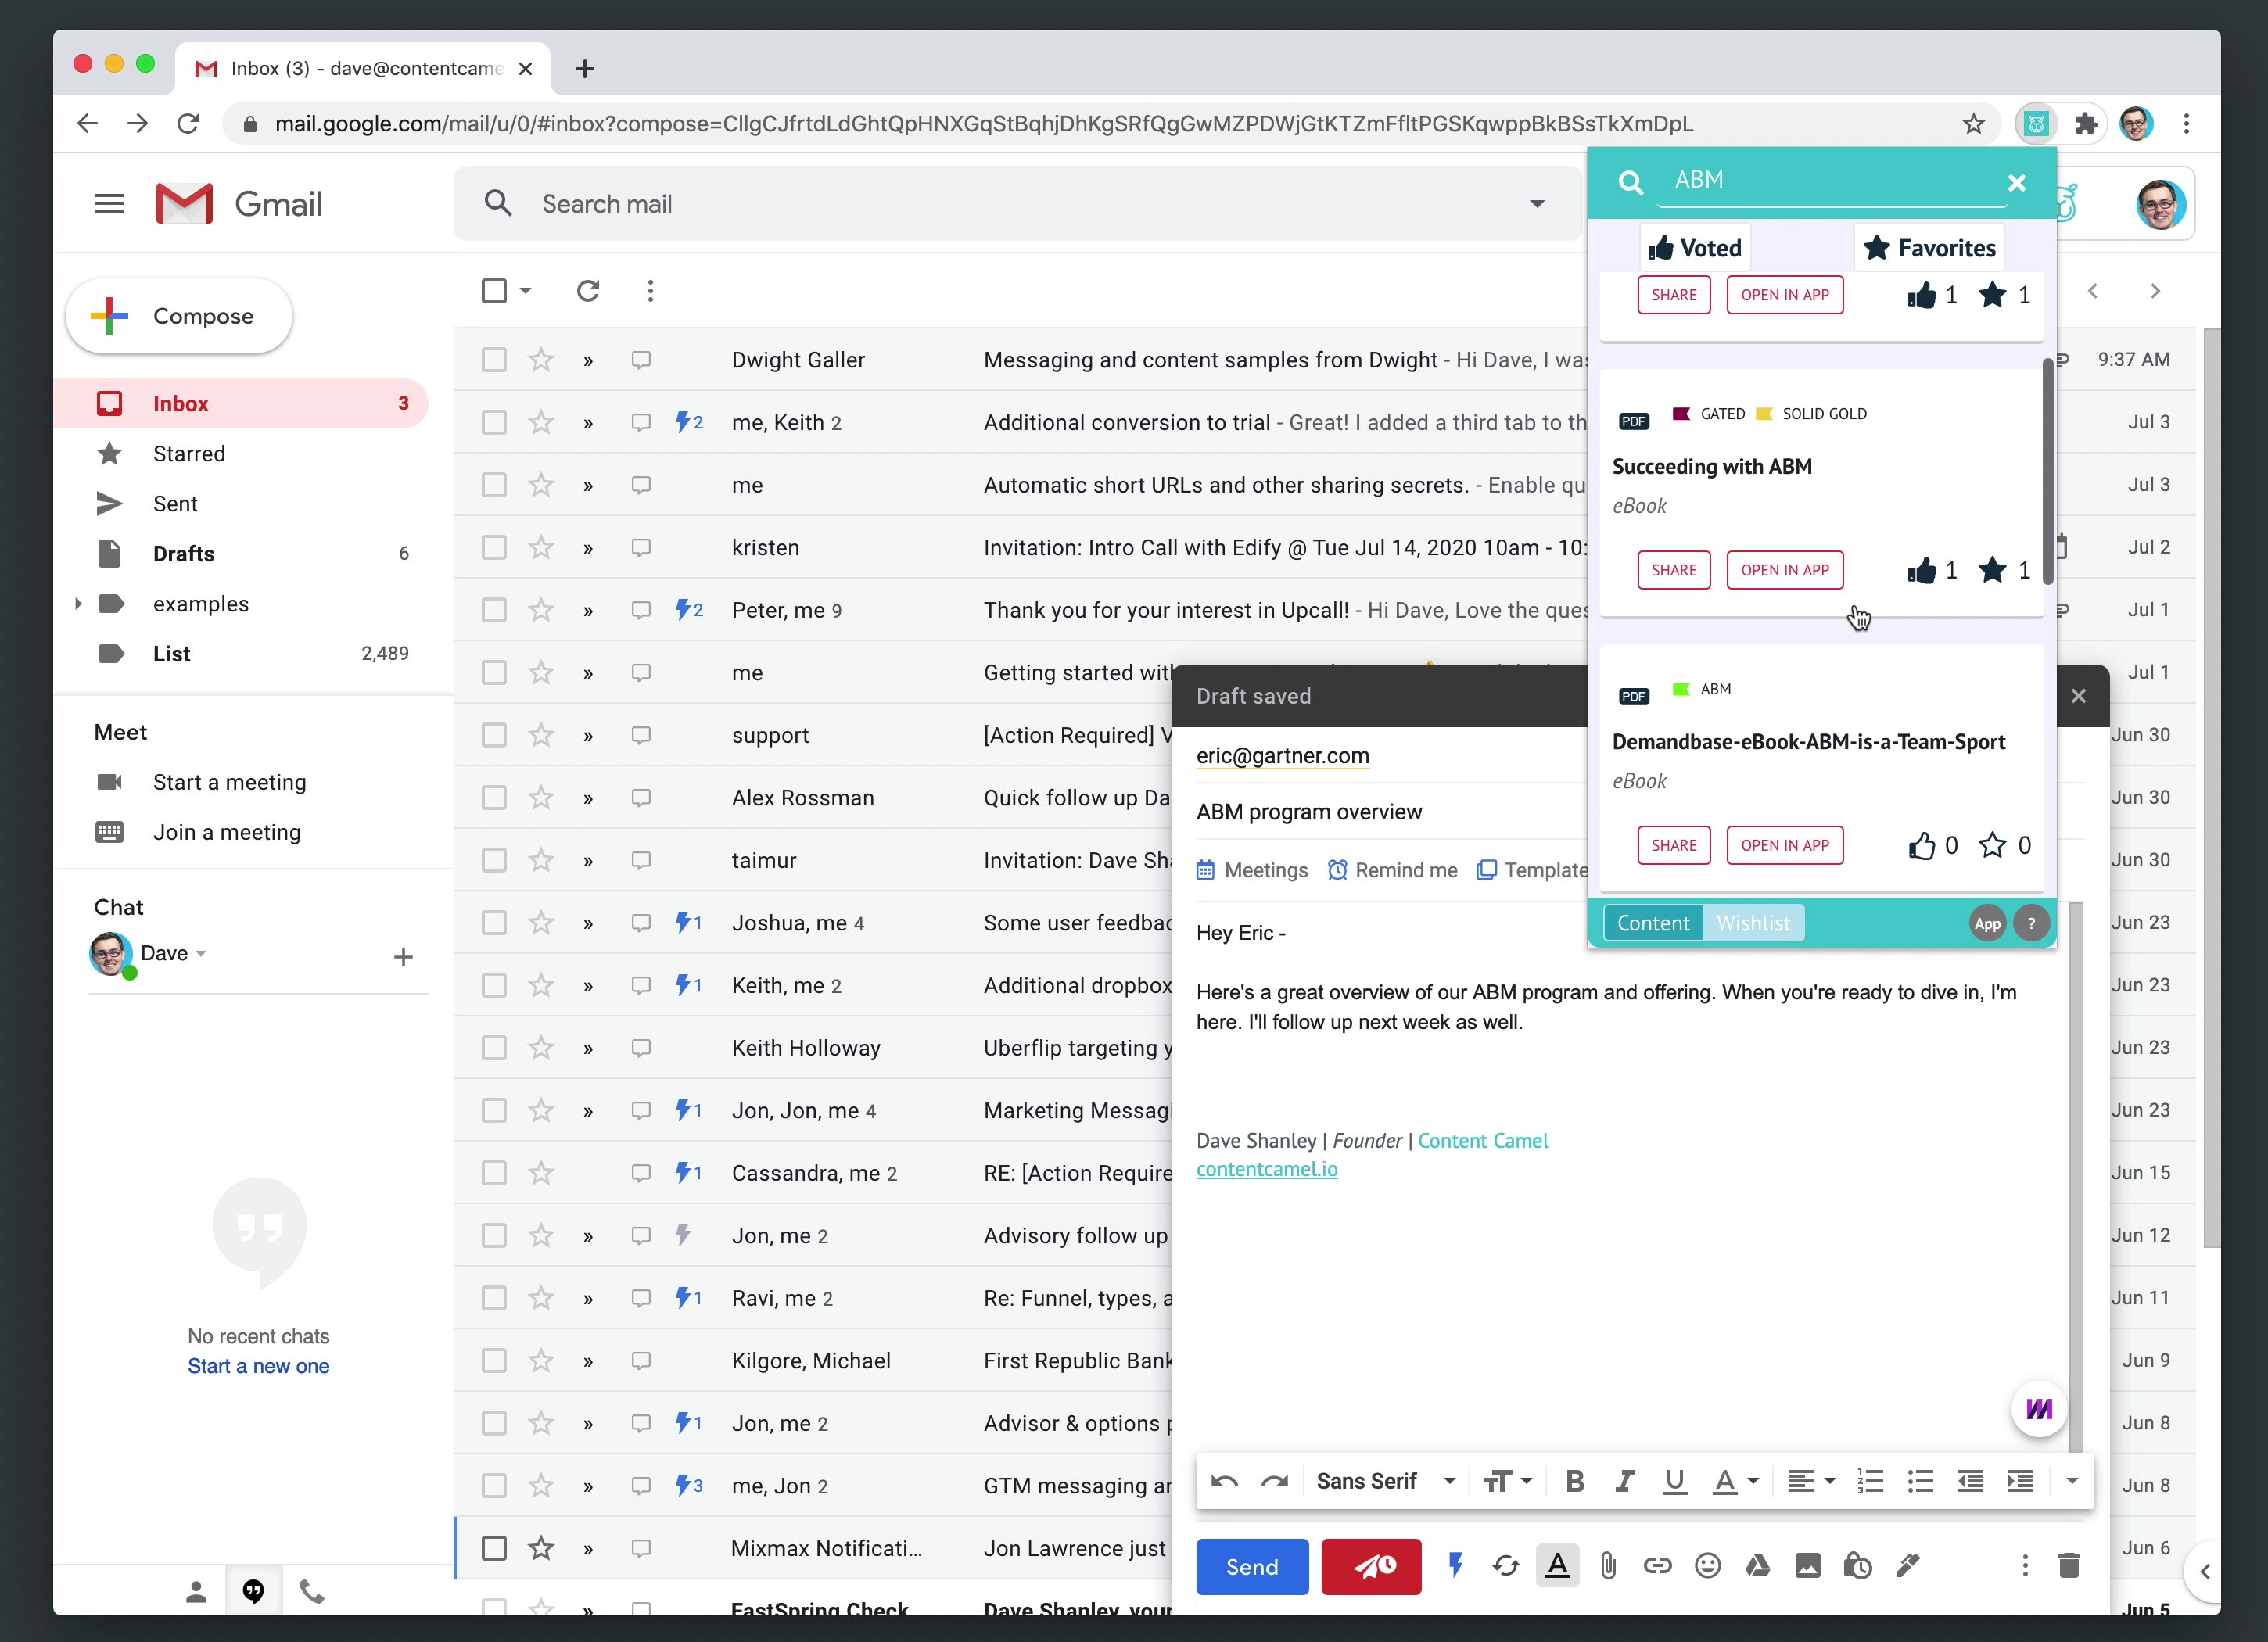 Inbox (3) - dave@contentcame
mail.google.com/mail/u/0/#inbox?compose=CllgCJfrtdLdGhtQpHNXGqStBqhjDhKgSRfQgGwMZPDWjGtKTZmFfltPGSKqwppBkBSsTkXmDpL
Gmail
Search mail
ABM
Voted
Favorites
SHARE
OPEN IN APP
1
1
PDF
GATED
SOLID GOLD
Succeeding with ABM
eBook
SHARE
OPEN IN APP
1
1
PDF
ABM
Demandbase-eBook-ABM-is-a-Team-Sport
eBook
SHARE
OPEN IN APP
0
0
Content
Wishlist
App
?
Compose
Inbox 3
Starred
Sent
Drafts 6
examples
List 2,489
Meet
Start a meeting
Join a meeting
Chat
Dave
No recent chats
Start a new one
Dwight Galler Messaging and content samples from Dwight - Hi Dave, I was 9:37 AM
2 me, Keith 2 Additional conversion to trial - Great! I added a third tab to th Jul 3
me Automatic short URLs and other sharing secrets. - Enable qu Jul 3
kristen Invitation: Intro Call with Edify @ Tue Jul 14, 2020 10am - 10: Jul 2
2 Peter, me 9 Thank you for your interest in Upcall! - Hi Dave, Love the ques Jul 1
me Getting started with Jul 1
support [Action Required] V Jun 30
Alex Rossman Quick follow up Da Jun 30
taimur Invitation: Dave Sha Jun 30
1 Joshua, me 4 Some user feedbac Jun 23
1 Keith, me 2 Additional dropbox Jun 23
Keith Holloway Uberflip targeting y Jun 23
1 Jon, Jon, me 4 Marketing Messagi Jun 23
1 Cassandra, me 2 RE: [Action Require Jun 15
Jon, me 2 Advisory follow up Jun 12
1 Ravi, me 2 Re: Funnel, types, a Jun 11
Kilgore, Michael First Republic Bank Jun 9
1 Jon, me 2 Advisor & options p Jun 8
3 me, Jon 2 GTM messaging an Jun 8
Mixmax Notificati... Jon Lawrence just Jun 6
FastSpring Check Dave Shanley, your Jun 5
Draft saved
eric@gartner.com
ABM program overview
Meetings
Remind me
Template
Hey Eric -
Here's a great overview of our ABM program and offering. When you're ready to dive in, I'm
here. I'll follow up next week as well.
Dave Shanley | Founder | Content Camel
contentcamel.io
Sans Serif
Send